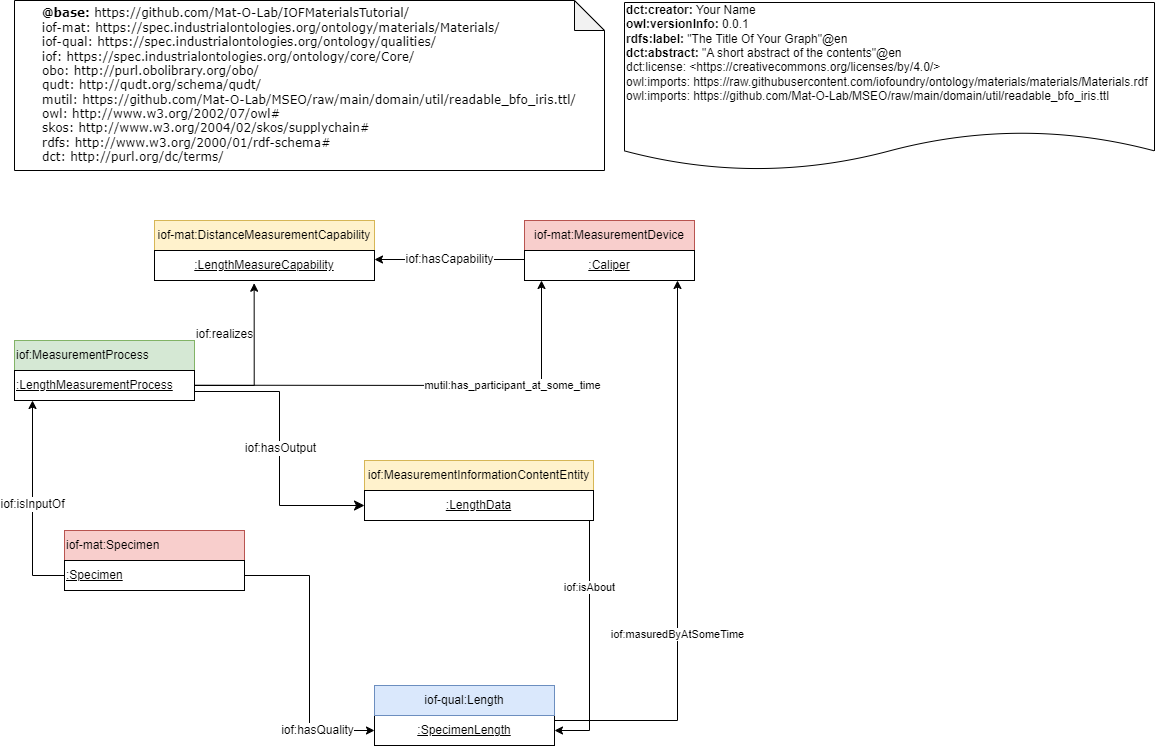 @base: https://github.com/Mat-O-Lab/IOFMaterialsTutorial/
iof-mat: https://spec.industrialontologies.org/ontology/materials/Materials/
iof-qual: https://spec.industrialontologies.org/ontology/qualities/
iof: https://spec.industrialontologies.org/ontology/core/Core/
obo: http://purl.obolibrary.org/obo/
qudt: http://qudt.org/schema/qudt/
mutil: https://github.com/Mat-O-Lab/MSEO/raw/main/domain/util/readable_bfo_iris.ttl/
owl: http://www.w3.org/2002/07/owl#
skos: http://www.w3.org/2004/02/skos/supplychain#
rdfs: http://www.w3.org/2000/01/rdf-schema#
dct: http://purl.org/dc/terms/
dct:creator: Your Name
owl:versionInfo: 0.0.1
rdfs:label: "The Title Of Your Graph"@en
dct:abstract: "A short abstract of the contents"@en
dct:license: <https://creativecommons.org/licenses/by/4.0/>
owl:imports: https://raw.githubusercontent.com/iofoundry/ontology/materials/materials/Materials.rdf
owl:imports: https://github.com/Mat-O-Lab/MSEO/raw/main/domain/util/readable_bfo_iris.ttl
iof-mat:DistanceMeasurementCapability
:LengthMeasureCapability
iof:hasCapability
iof-mat:MeasurementDevice
:Caliper
iof:realizes
iof:MeasurementProcess
:LengthMeasurementProcess
mutil:has_participant_at_some_time
iof:hasOutput
iof:MeasurementInformationContentEntity
:LengthData
iof:isInputOf
iof-mat:Specimen
:Specimen
iof:isAbout
iof:masuredByAtSomeTime
iof-qual:Length
:SpecimenLength
iof:hasQuality